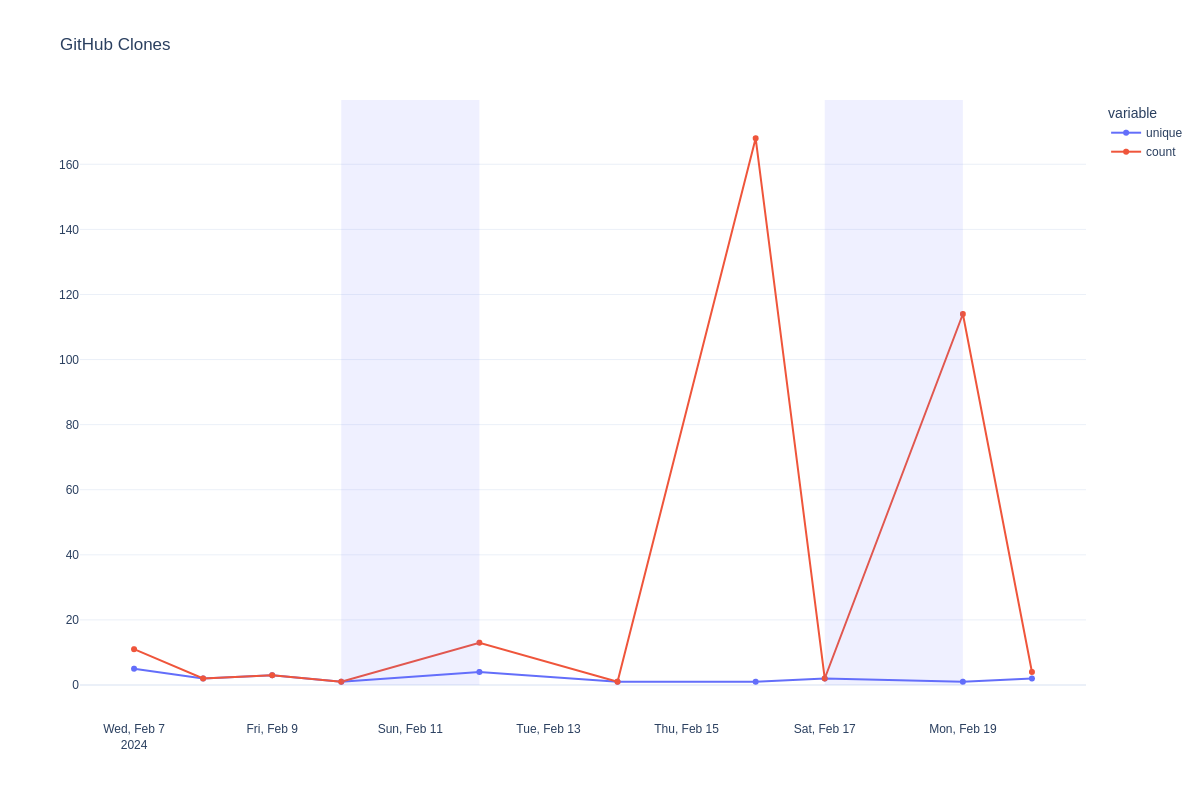 GitHub Clones
variable
unique
count
160
140
120
100
80
60
40
20
0
Wed, Feb 7
2024
Fri, Feb 9
Sun, Feb 11
Tue, Feb 13
Thu, Feb 15
Sat, Feb 17
Mon, Feb 19